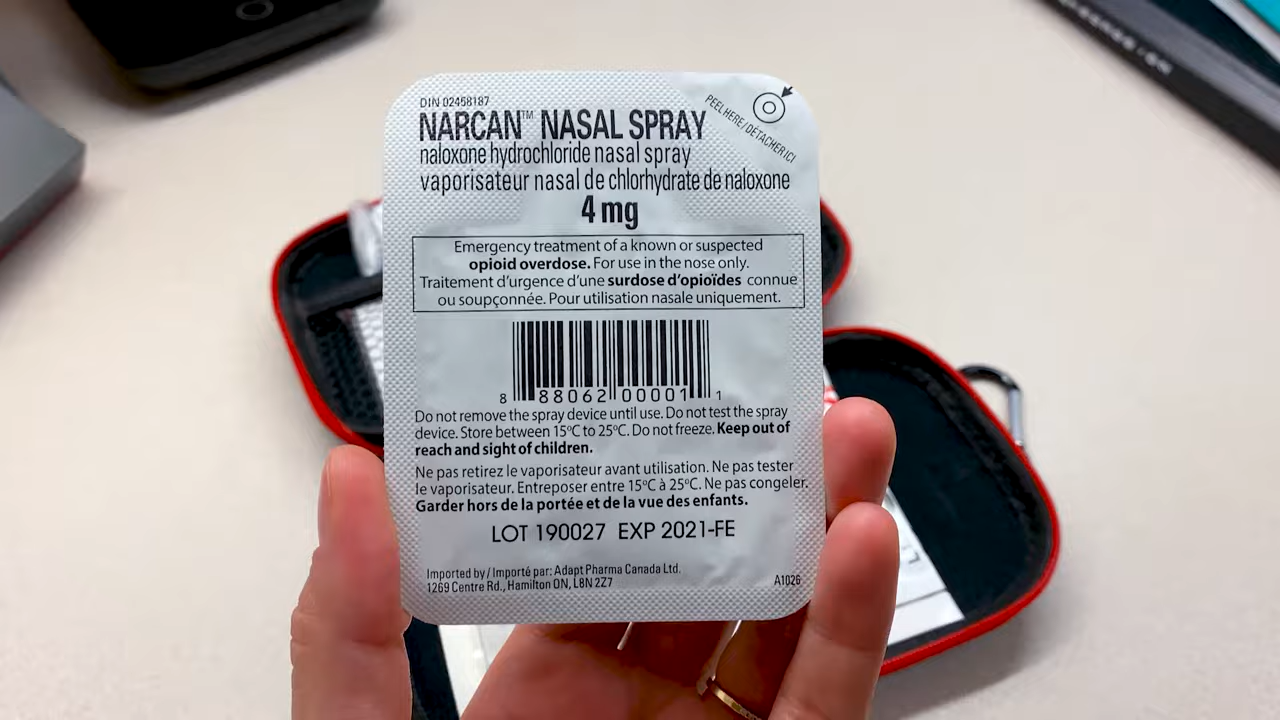 DIN 02458187
NARCAN™ NASAL SPRAY
PEEL HERE / DETACHER ICI
naloxone hydrochloride nasal spray
vaporisateur nasal de chlorhydrate de naloxone
4 mg
Emergency treatment of a known or suspected
opioid overdose. For use in the nose only.
Traitement d'urgence d'une surdose d'opioïdes connue
ou soupçonnée. Pour utilisation nasale uniquement.
8 88062 00001 1
Do not remove the spray device until use. Do not test the spray
device. Store between 15ºC to 25ºC. Do not freeze. Keep out of
reach and sight of children.
Ne pas retirez le vaporisateur avant utilisation. Ne pas tester
le vaporisateur. Entreposer entre 15ºC à 25ºC. Ne pas congeler.
Garder hors de la portée et de la vue des enfants.
LOT 190027 EXP 2021-FE
Imported by / Importé par: Adapt Pharma Canada Ltd.
1269 Centre Rd., Hamilton ON, L8N 2Z7
A1026